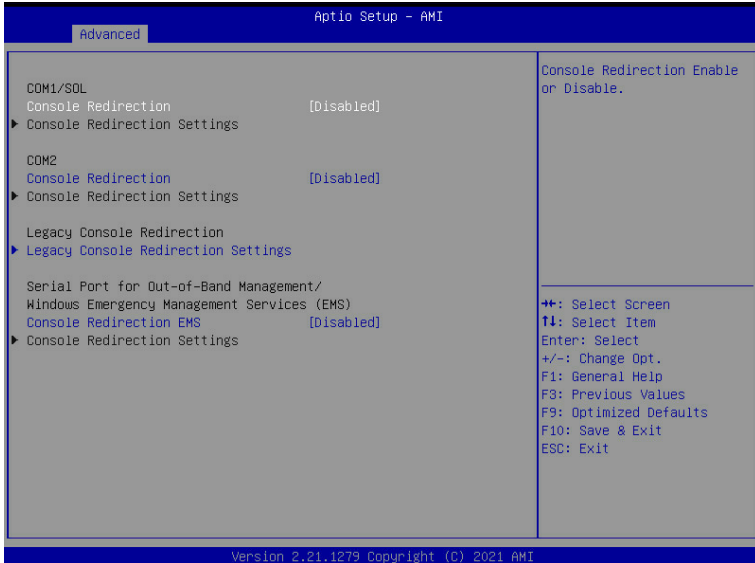 Aptio Setup – AMI
Advanced
COM1/SOL
Console Redirection [Disabled]
▶ Console Redirection Settings
COM2
Console Redirection [Disabled]
▶ Console Redirection Settings
Legacy Console Redirection
▶ Legacy Console Redirection Settings
Serial Port for Out-of-Band Management/
Windows Emergency Management Services (EMS)
Console Redirection EMS [Disabled]
▶ Console Redirection Settings
Console Redirection Enable
or Disable.
→←: Select Screen
↑↓: Select Item
Enter: Select
+/-: Change Opt.
F1: General Help
F3: Previous Values
F9: Optimized Defaults
F10: Save & Exit
ESC: Exit
Version 2.21.1279 Copyright (C) 2021 AMI